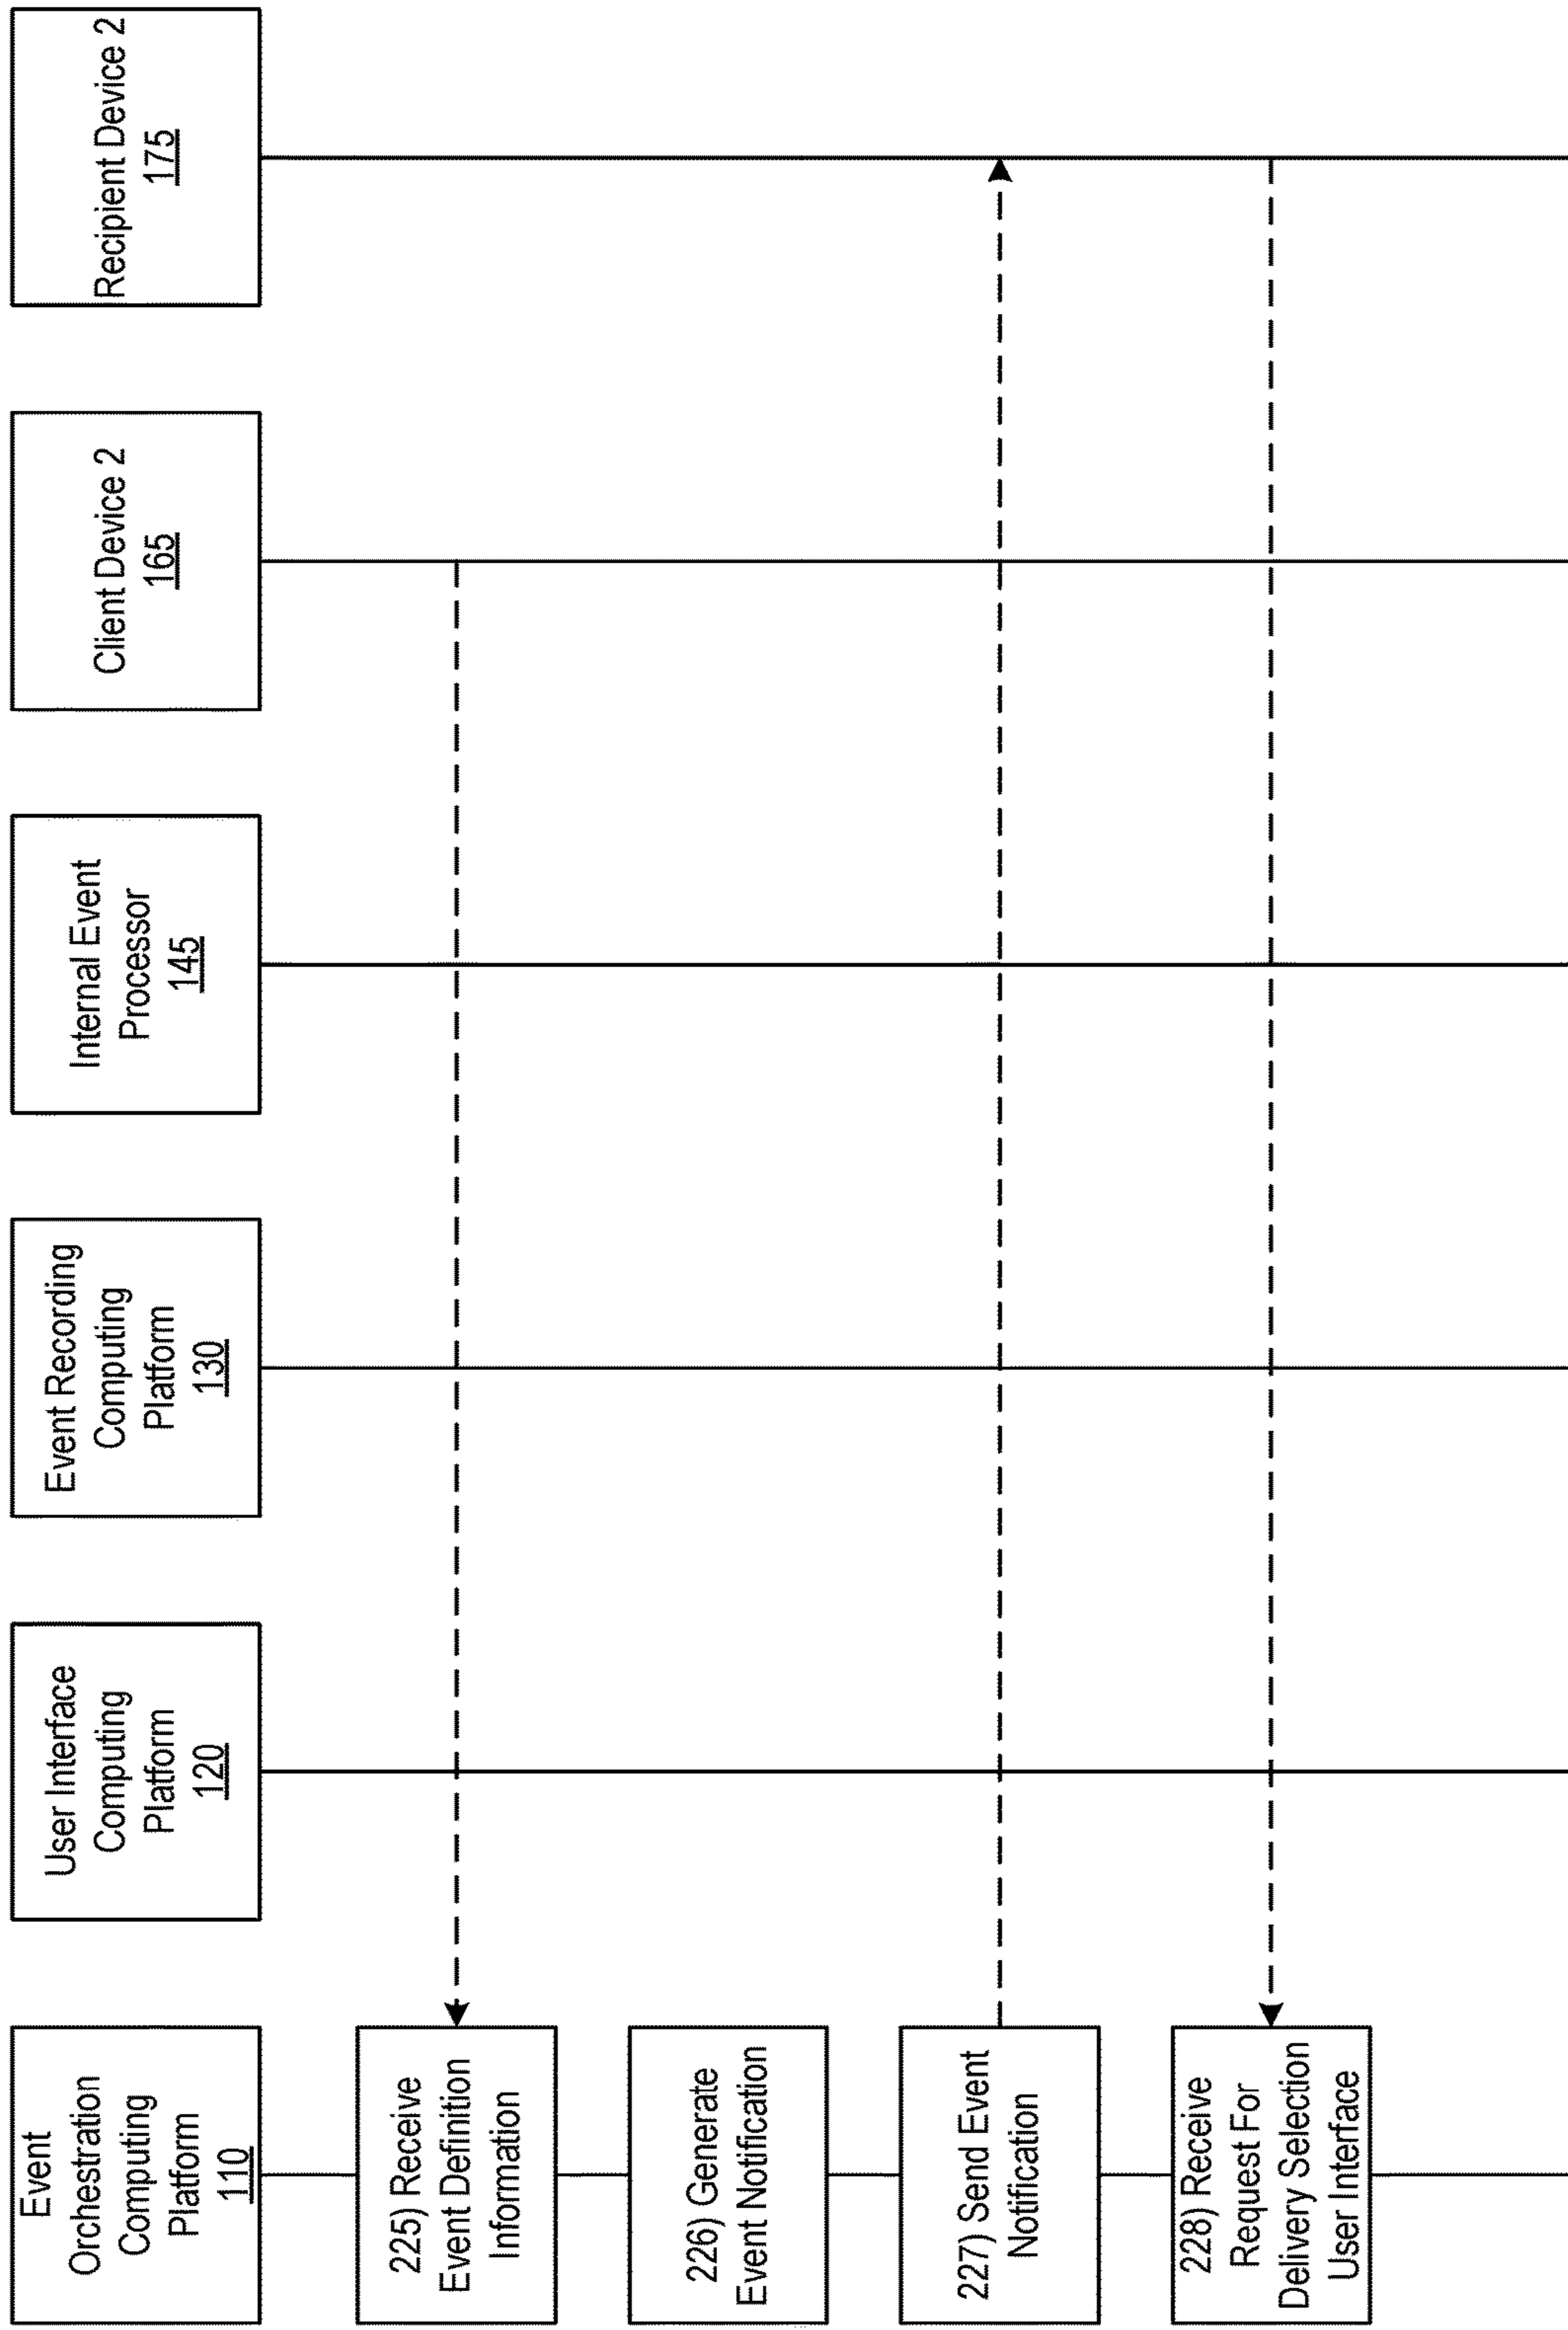 Event
Orchestration
Computing
Platform
110
User Interface
Computing
Platform
120
Event Recording
Computing
Platform
130
Internal Event
Processor
145
Client Device 2
165
Recipient Device 2
175
225) Receive
Event Definition
Information
226) Generate
Event Notification
227) Send Event
Notification
228) Receive
Request For
Delivery Selection
User Interface